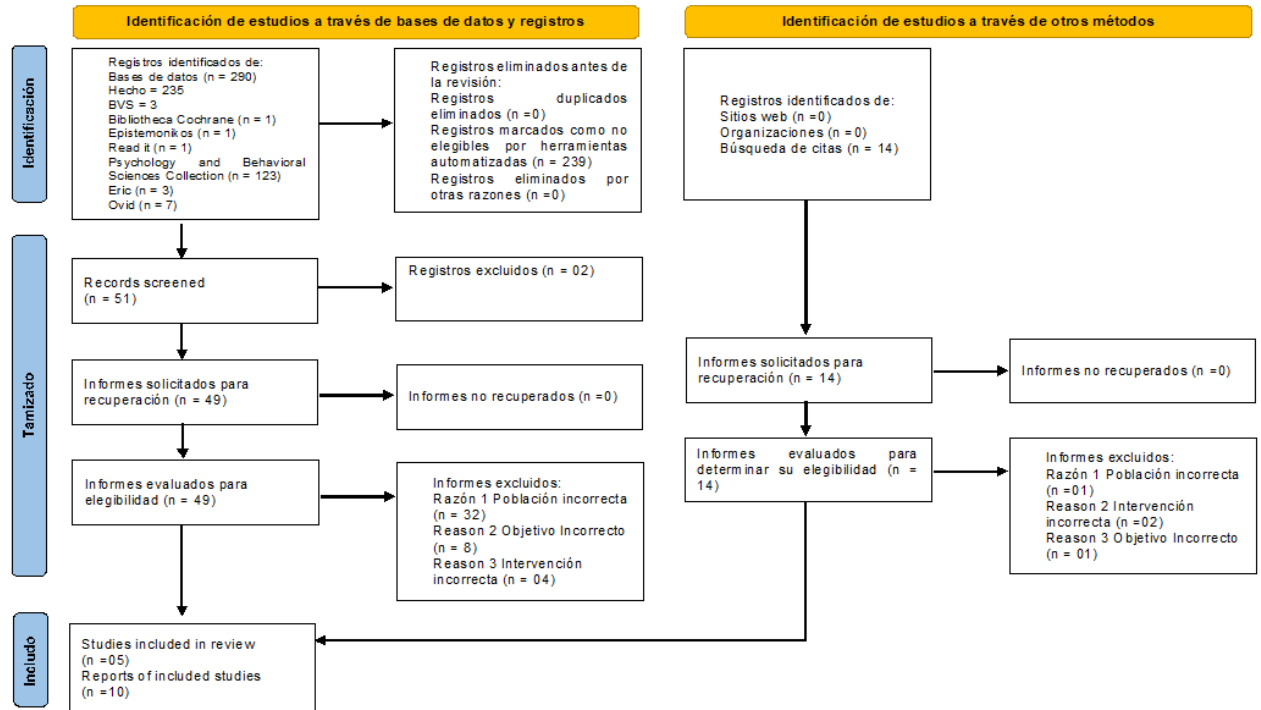 Identificación de estudios a través de bases de datos y registros
Identificación de estudios a través de otros métodos
Identificación
Registros identificados de:
Bases de datos (n = 290)
Hecho = 235
BVS = 3
Bibliotheca Cochrane (n = 1)
Epistemonikos (n = 1)
Read it (n = 1)
Psychology and Behavioral
Sciences Collection (n = 123)
Eric (n = 3)
Ovid (n = 7)
Registros eliminados antes de
la revisión:
Registros duplicados
eliminados (n =0)
Registros marcados como no
elegibles por herramientas
automatizadas (n = 239)
Registros eliminados por
otras razones (n =0)
Registros identificados de:
Sitios web (n =0)
Organizaciones (n =0)
Búsqueda de citas (n = 14)
Tamizado
Records screened
(n = 51)
Registros excluidos (n = 02)
Informes solicitados para
recuperación (n = 49)
Informes no recuperados (n =0)
Informes solicitados para
recuperación (n = 14)
Informes no recuperados (n =0)
Informes evaluados para
elegibilidad (n = 49)
Informes excluidos:
Razón 1 Población incorrecta
(n = 32)
Reason 2 Objetivo Incorrecto
(n = 8)
Reason 3 Intervención
incorrecta (n = 04)
Informes evaluados para
determinar su elegibilidad (n =
14)
Informes excluidos:
Razón 1 Población incorrecta
(n =01)
Reason 2 Intervención
incorrecta (n =02)
Reason 3 Objetivo Incorrecto
(n = 01)
Includo
Studies included in review
(n =05)
Reports of included studies
(n =10)